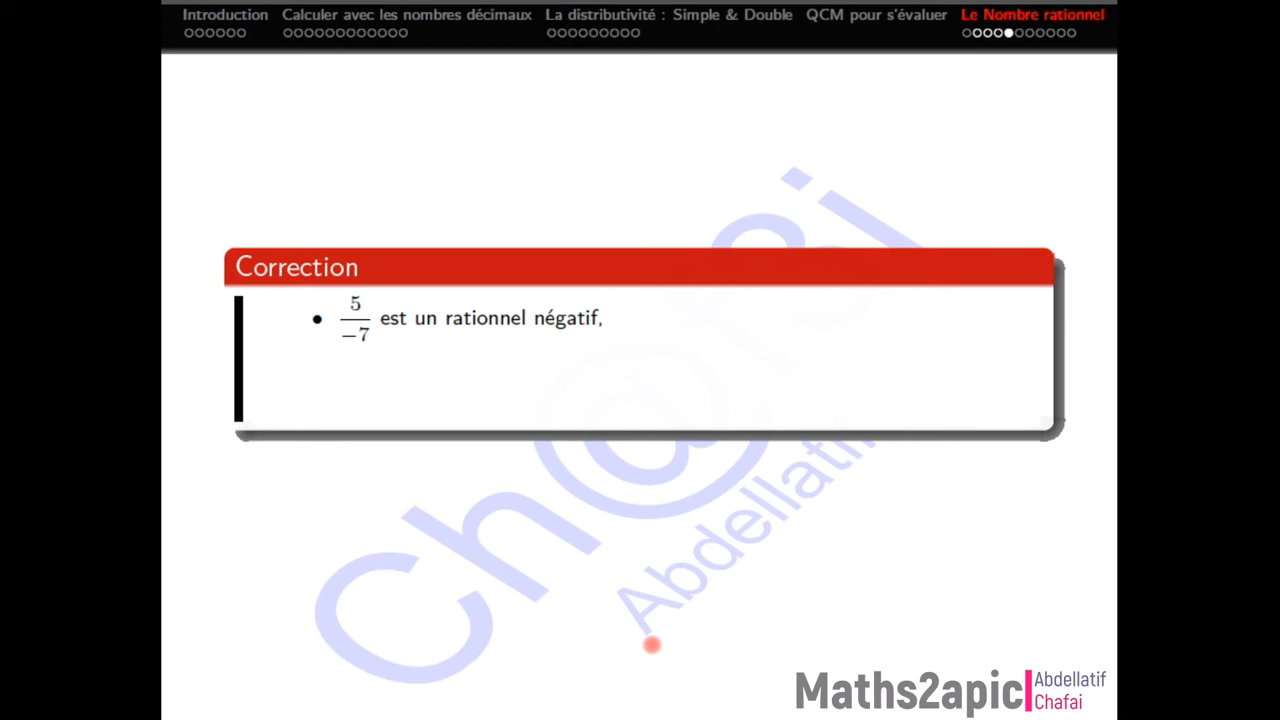 Introduction Calculer avec les nombres décimaux La distributivité : Simple & Double QCM pour s'évaluer Le Nombre rationnel
Correction
• 5/−7 est un rationnel négatif,
Ch@f@i
Abdellatif
Maths2apic
Abdellatif
Chafai